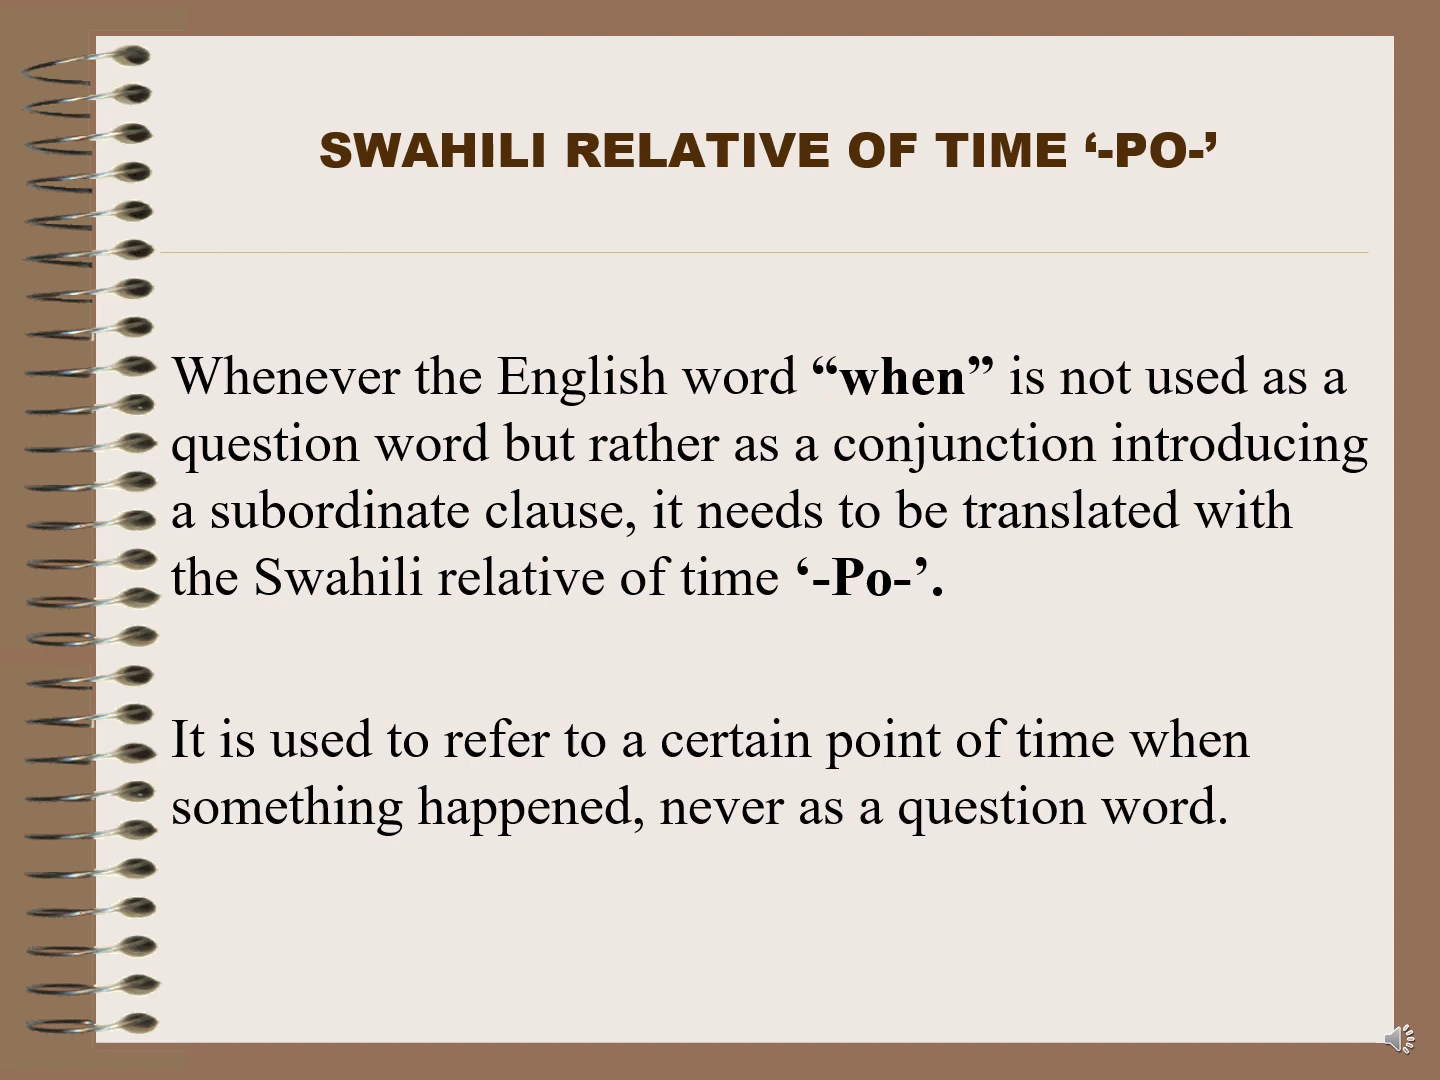 SWAHILI RELATIVE OF TIME ‘-PO-’
Whenever the English word “when” is not used as a
question word but rather as a conjunction introducing
a subordinate clause, it needs to be translated with
the Swahili relative of time ‘-Po-’.
It is used to refer to a certain point of time when
something happened, never as a question word.